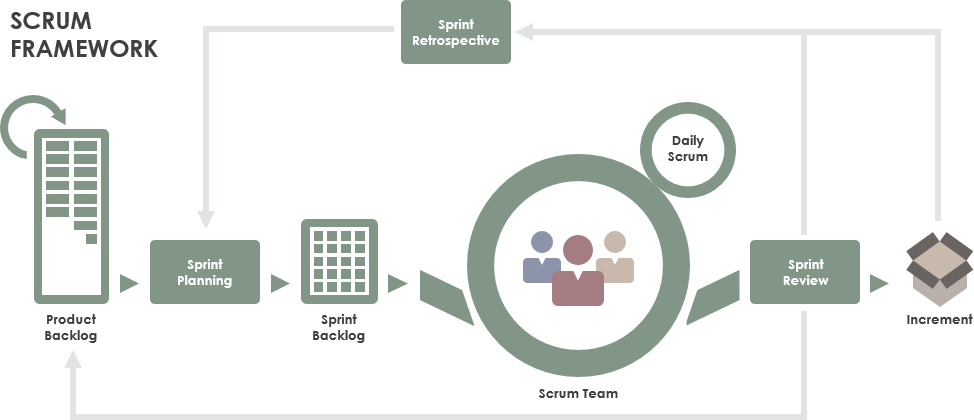 SCRUM
FRAMEWORK
Sprint
Retrospective
Daily
Scrum
Sprint
Planning
Sprint
Review
Product
Backlog
Sprint
Backlog
Increment
Scrum Team